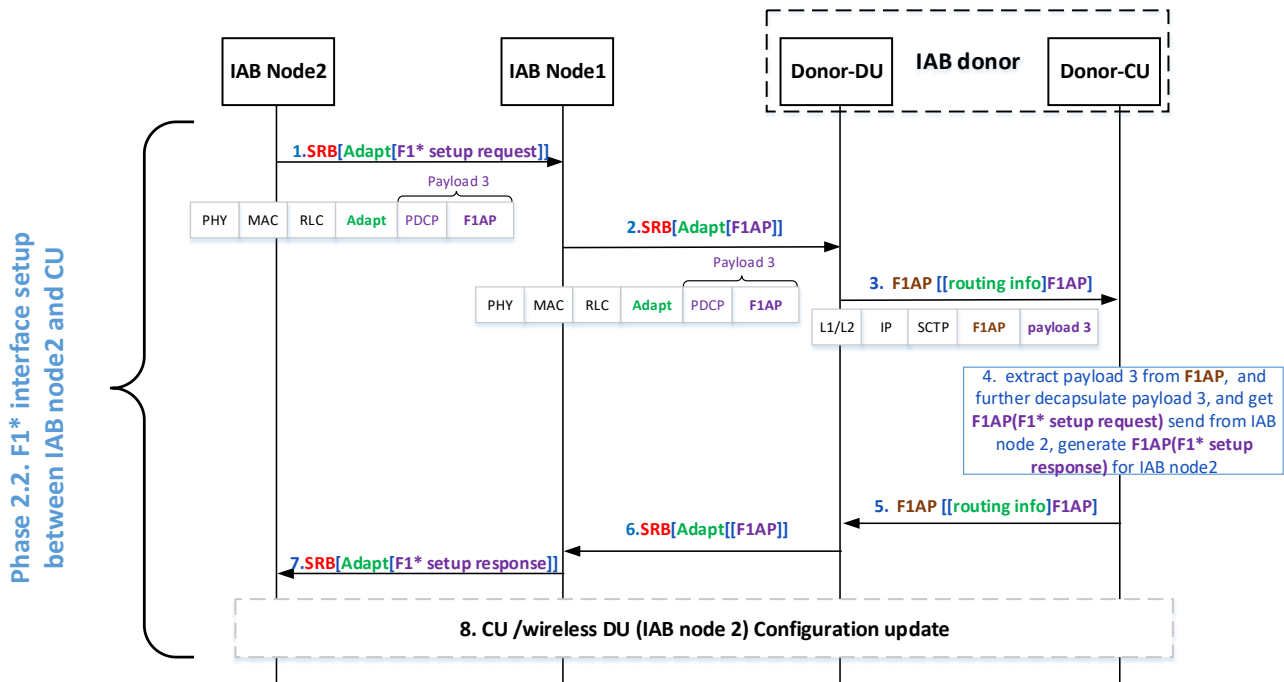 IAB donor
IAB Node2
IAB Node1
Donor-DU
Donor-CU
Phase 2.2. F1* interface setup
between IAB node2 and CU
1.SRB[Adapt[F1* setup request]]
Payload 3
PHY MAC RLC Adapt PDCP F1AP
2.SRB[Adapt[F1AP]]
Payload 3
PHY MAC RLC Adapt PDCP F1AP
3. F1AP [[routing info]F1AP]
L1/L2 IP SCTP F1AP payload 3
4. extract payload 3 from F1AP, and
further decapsulate payload 3, and get
F1AP(F1* setup request) send from IAB
node 2, generate F1AP(F1* setup
response) for IAB node2
5. F1AP [[routing info]F1AP]
6.SRB[Adapt[[F1AP]]
7.SRB[Adapt[F1* setup response]]
8. CU /wireless DU (IAB node 2) Configuration update